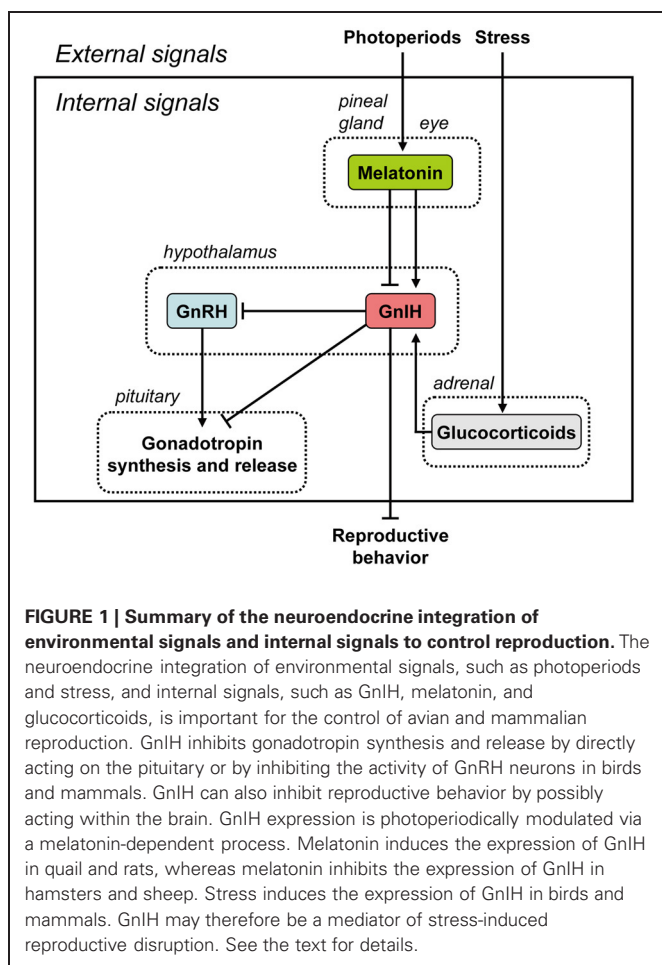 Photoperiods Stress
External signals
Internal signals
pineal
gland eye
Melatonin
hypothalamus
GnRH
GnIH
pituitary
adrenal
Gonadotropin
synthesis and release
Glucocorticoids
Reproductive
behavior
FIGURE 1 | Summary of the neuroendocrine integration of
environmental signals and internal signals to control reproduction. The
neuroendocrine integration of environmental signals, such as photoperiods
and stress, and internal signals, such as GnIH, melatonin, and
glucocorticoids, is important for the control of avian and mammalian
reproduction. GnIH inhibits gonadotropin synthesis and release by directly
acting on the pituitary or by inhibiting the activity of GnRH neurons in birds
and mammals. GnIH can also inhibit reproductive behavior by possibly
acting within the brain. GnIH expression is photoperiodically modulated via
a melatonin-dependent process. Melatonin induces the expression of GnIH
in quail and rats, whereas melatonin inhibits the expression of GnIH in
hamsters and sheep. Stress induces the expression of GnIH in birds and
mammals. GnIH may therefore be a mediator of stress-induced
reproductive disruption. See the text for details.